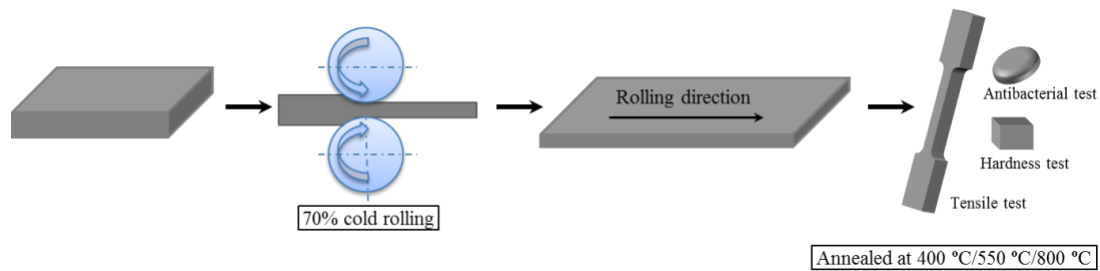 70% cold rolling
Rolling direction
Antibacterial test
Hardness test
Tensile test
Annealed at 400 ºC/550 ºC/800 ºC